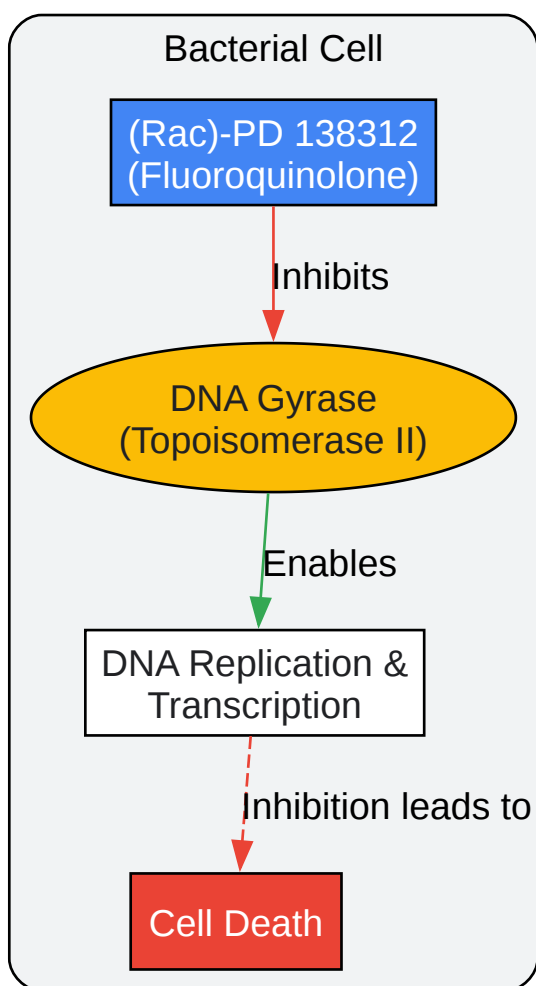 Bacterial Cell
(Rac)-PD 138312
(Fluoroquinolone)
Inhibits
DNA Gyrase
(Topoisomerase II)
Enables
DNA Replication &
Transcription
Inhibition leads to
Cell Death